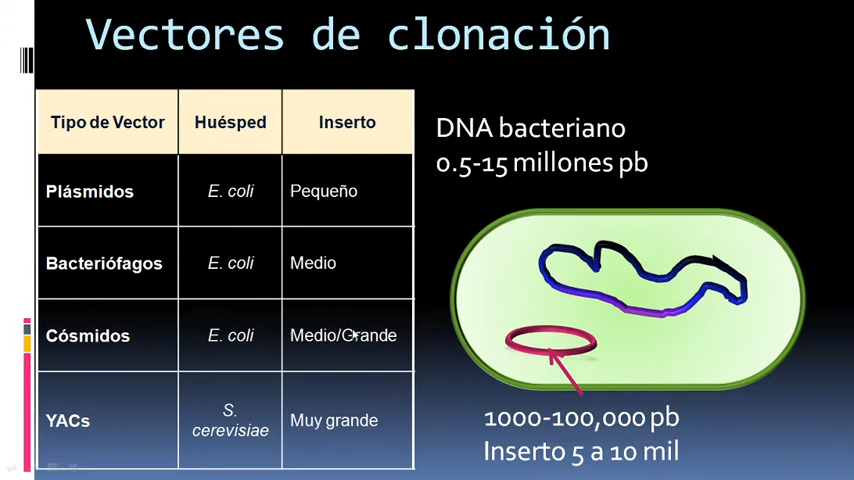 Vectores de clonación
Tipo de Vector Huésped Inserto
Plásmidos E. coli Pequeño
Bacteriófagos E. coli Medio
Cósmidos E. coli Medio/Grande
YACs S. cerevisiae Muy grande
DNA bacteriano
0.5-15 millones pb
1000-100,000 pb
Inserto 5 a 10 mil